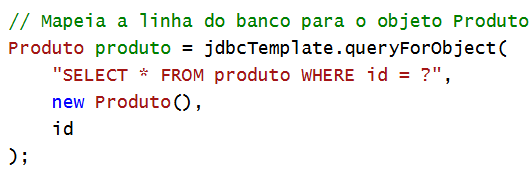 // Mapeia a linha do banco para o objeto Produto
Produto produto = jdbcTemplate.queryForObject(
    "SELECT * FROM produto WHERE id = ?",
    new Produto(),
    id
);